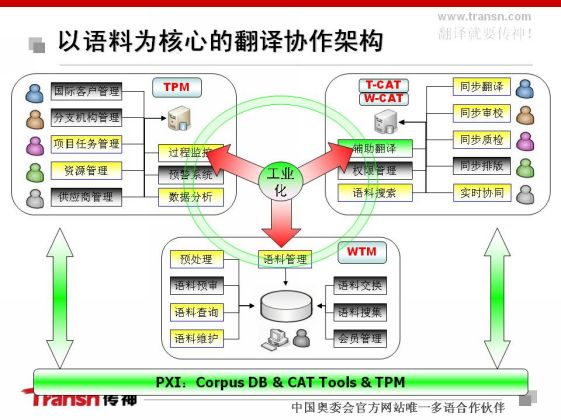 www.transn.com
翻译就要传神！
以语料为核心的翻译协作架构
国际客户管理
分支机构管理
项目任务管理
资源管理
供应商管理
TPM
过程监控
预警系统
数据分析
T-CAT
W-CAT
辅助翻译
权限管理
语料搜索
同步翻译
同步审校
同步质检
同步排版
实时协同
工业
化
预处理
语料预审
语料查询
语料维护
语料管理
WTM
语料交换
语料搜集
会员管理
PXI：Corpus DB & CAT Tools & TPM
Transn传神
中国奥委会官方网站唯一多语合作伙伴